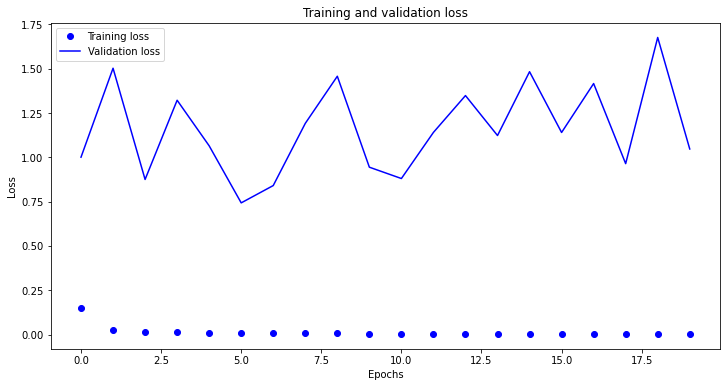 Training and validation loss
Training loss
Validation loss
Loss
1.75
1.50
1.25
1.00
0.75
0.50
0.25
0.00
0.0 2.5 5.0 7.5 10.0 12.5 15.0 17.5
Epochs